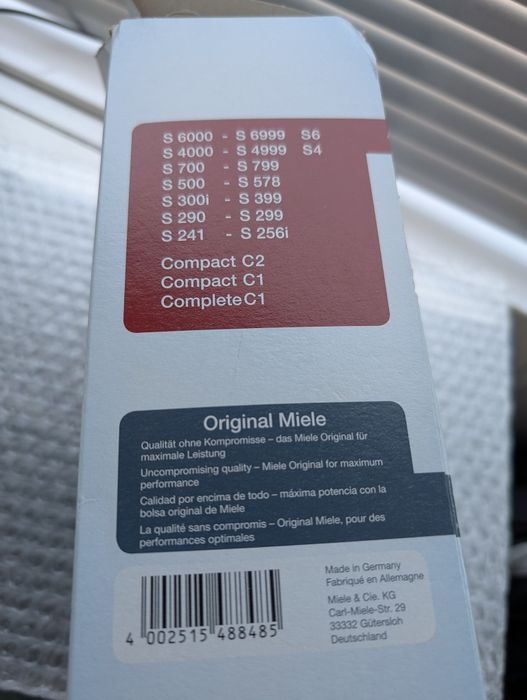 S 6000 - S 6999 S6
S 4000 - S 4999 S4
S 700 - S 799
S 500 - S 578
S 300i - S 399
S 290 - S 299
S 241 - S 256i
Compact C2
Compact C1
Complete C1
Original Miele
Qualität ohne Kompromisse – das Miele Original für
maximale Leistung
Uncompromising quality – Miele Original for maximum
performance
Calidad por encima de todo – máxima potencia con la
bolsa original de Miele
La qualité sans compromis – Original Miele, pour des
performances optimales
Made in Germany
Fabriqué en Allemagne
Miele & Cie. KG
Carl-Miele-Str. 29
33332 Gütersloh
Deutschland
4 002515 488485